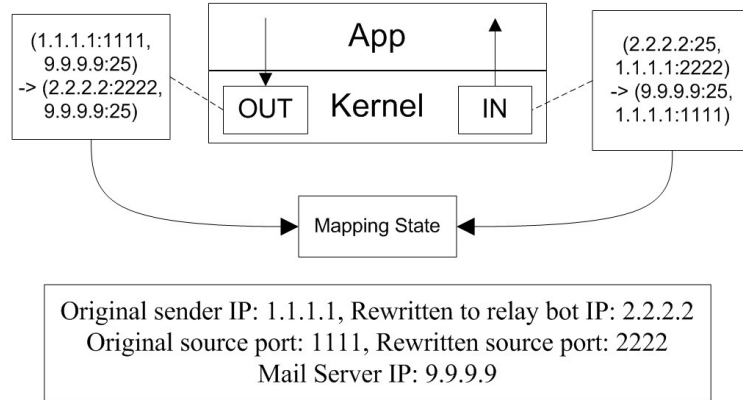 (1.1.1.1:1111,
9.9.9.9:25)
-> (2.2.2.2:2222,
9.9.9.9:25)
App
OUT
Kernel
IN
(2.2.2.2:25,
1.1.1.1:2222)
-> (9.9.9.9:25,
1.1.1.1:1111)
Mapping State
Original sender IP: 1.1.1.1, Rewritten to relay bot IP: 2.2.2.2
Original source port: 1111, Rewritten source port: 2222
Mail Server IP: 9.9.9.9